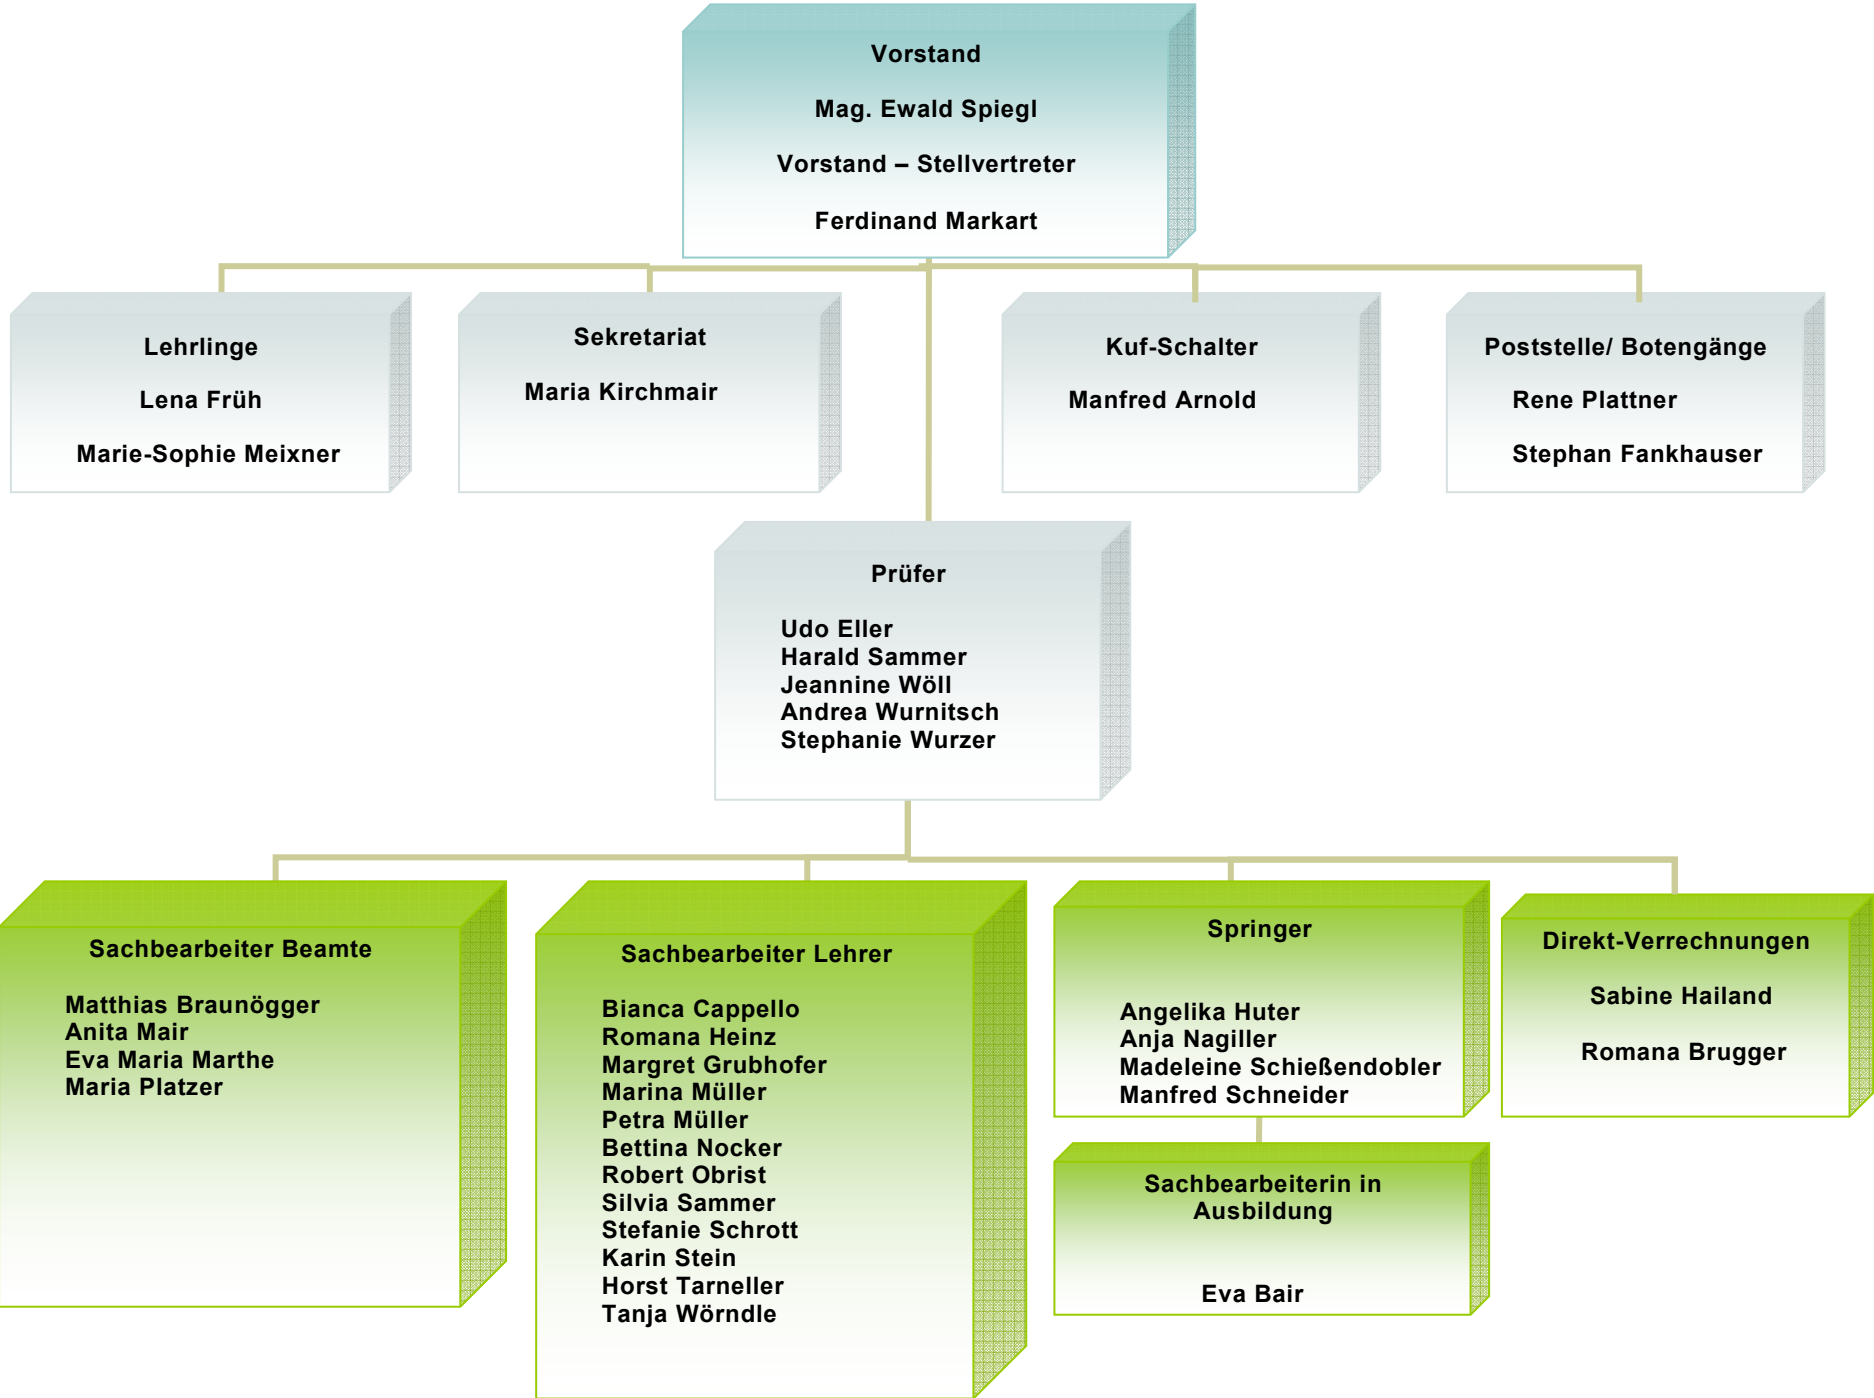 Vorstand
Mag. Ewald Spiegl
Vorstand – Stellvertreter
Ferdinand Markart
Lehrlinge
Lena Früh
Marie-Sophie Meixner
Sekretariat
Maria Kirchmair
Kuf-Schalter
Manfred Arnold
Poststelle/ Botengänge
Rene Plattner
Stephan Fankhauser
Prüfer
Udo Eller
Harald Sammer
Jeannine Wöll
Andrea Wurnitsch
Stephanie Wurzer
Sachbearbeiter Beamte
Matthias Braunögger
Anita Mair
Eva Maria Marthe
Maria Platzer
Sachbearbeiter Lehrer
Bianca Cappello
Romana Heinz
Margret Grubhofer
Marina Müller
Petra Müller
Bettina Nocker
Robert Obrist
Silvia Sammer
Stefanie Schrott
Karin Stein
Horst Tarneller
Tanja Wörndle
Springer
Angelika Huter
Anja Nagiller
Madeleine Schießendobler
Manfred Schneider
Sachbearbeiterin in
Ausbildung
Eva Bair
Direkt-Verrechnungen
Sabine Hailand
Romana Brugger